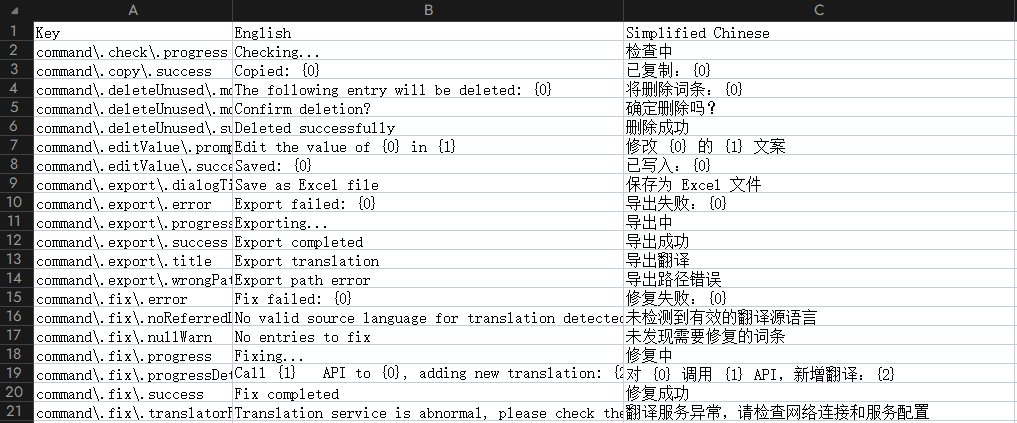 A B C
1 Key English Simplified Chinese
2 command\.check\.progress Checking... 检查中
3 command\.copy\.success Copied: {0} 已复制：{0}
4 command\.deleteUnused\.mo The following entry will be deleted: {0} 将删除词条：{0}
5 command\.deleteUnused\.mo Confirm deletion? 确定删除吗？
6 command\.deleteUnused\.su Deleted successfully 删除成功
7 command\.editValue\.promp Edit the value of {0} in {1} 修改 {0} 的 {1} 文案
8 command\.editValue\.succe Saved: {0} 已写入：{0}
9 command\.export\.dialogTi Save as Excel file 保存为 Excel 文件
10 command\.export\.error Export failed: {0} 导出失败：{0}
11 command\.export\.progress Exporting... 导出中
12 command\.export\.success Export completed 导出成功
13 command\.export\.title Export translation 导出翻译
14 command\.export\.wrongPat Export path error 导出路径错误
15 command\.fix\.error Fix failed: {0} 修复失败：{0}
16 command\.fix\.noReferredL No valid source language for translation detected 未检测到有效的翻译源语言
17 command\.fix\.nullWarn No entries to fix 未发现需要修复的词条
18 command\.fix\.progress Fixing... 修复中
19 command\.fix\.progressDet Call {1} API to {0}, adding new translation: {2 对 {0} 调用 {1} API，新增翻译：{2}
20 command\.fix\.success Fix completed 修复成功
21 command\.fix\.translatorF Translation service is abnormal, please check the 翻译服务异常，请检查网络连接和服务配置